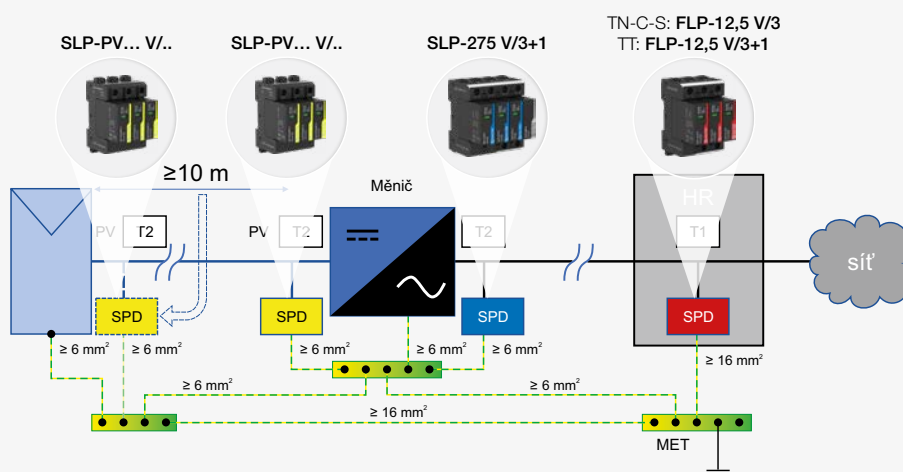 TN-C-S: FLP-12,5 V/3
SLP-PV... V/..
SLP-PV... V/..
SLP-275 V/3+1
TT: FLP-12,5 V/3+1
≥10 m
Měnič
HR
PV
T2
PV
T2
T2
T1
síť
SPD
SPD
SPD
SPD
≥ 6 mm²
≥ 6 mm²
≥ 6 mm²
≥ 6 mm²
≥ 6 mm²
≥ 16 mm²
≥ 6 mm²
≥ 6 mm²
≥ 16 mm²
MET